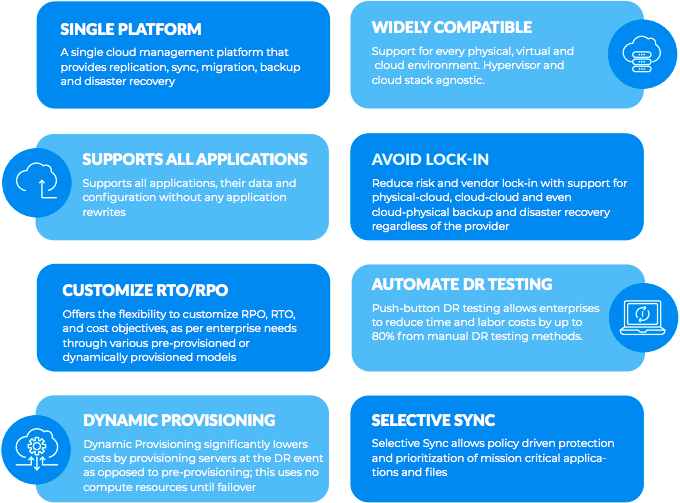 SINGLE PLATFORM
A single cloud management platform that
provides replication, sync, migration, backup
and disaster recovery
WIDELY COMPATIBLE
Support for every physical, virtual and
cloud environment. Hypervisor and
cloud stack agnostic.
SUPPORTS ALL APPLICATIONS
Supports all applications, their data and
configuration without any application
rewrites
AVOID LOCK-IN
Reduce risk and vendor lock-in with support for
physical-cloud, cloud-cloud and even
cloud-physical backup and disaster recovery
regardless of the provider
CUSTOMIZE RTO/RPO
Offers the flexibility to customize RPO, RTO,
and cost objectives, as per enterprise needs
through various pre-provisioned or
dynamically provisioned models
AUTOMATE DR TESTING
Push-button DR testing allows enterprises
to reduce time and labor costs by up to
80% from manual DR testing methods.
DYNAMIC PROVISIONING
Dynamic Provisioning significantly lowers
costs by provisioning servers at the DR event
as opposed to pre-provisioning; this uses no
compute resources until failover
SELECTIVE SYNC
Selective Sync allows policy driven protection
and prioritization of mission critical applica-
tions and files